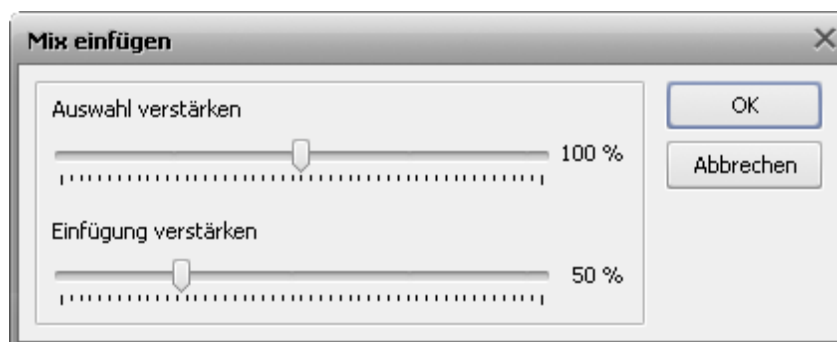 Mix einfügen
Auswahl verstärken
100 %
OK
Abbrechen
Einfügung verstärken
50 %